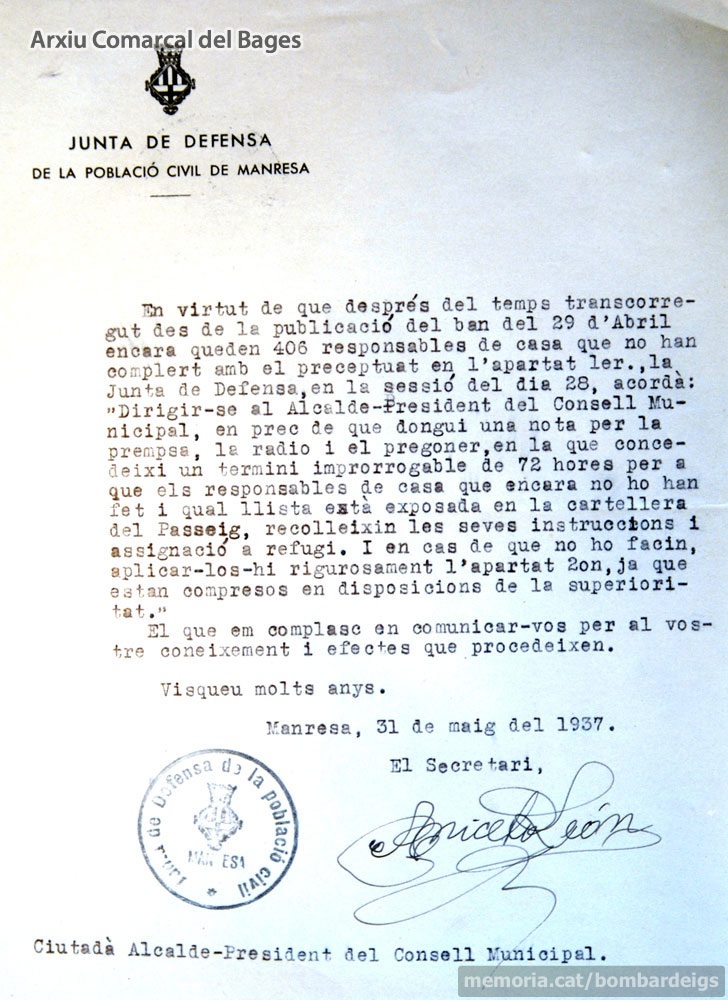 Arxiu Comarcal del Bages
JUNTA DE DEFENSA
DE LA POBLACIÓ CIVIL DE MANRESA
En virtut de que després del temps transcorre-
gut des de la publicació del ban del 29 d'Abril
encara queden 406 responsables de casa que no han
complert amb el preceptuat en l'apartat ler.,la
Junta de Defensa,en la sessió del dia 28, acordà:
"Dirigir-se al Alcalde-President del Consell Mu-
nicipal, en prec de que dongui una nota per la
prempsa, la radio i el pregoner,en la que conce-
deixi un termini improrrogable de 72 hores per a
que els responsables de casa que encara no ho han
fet i qual llista està exposada en la cartellera
del Passeig, recolleixin les seves instruccions i
assignació a refugi. I en cas de que no ho facin,
aplicar-los-hi rigurosament l'apartat 2on,ja que
estan compresos en disposicions de la superiori-
tat."
El que em complasc en comunicar-vos per al vos-
tre coneixement i efectes que procedeixen.
Visqueu molts anys.
Manresa, 31 de maig del 1937.
El Secretari,
Aniceto León
Junta de Defensa de la població civil
MANRESA
Ciutadà Alcalde-President del Consell Municipal.
memoria.cat/bombardeigs